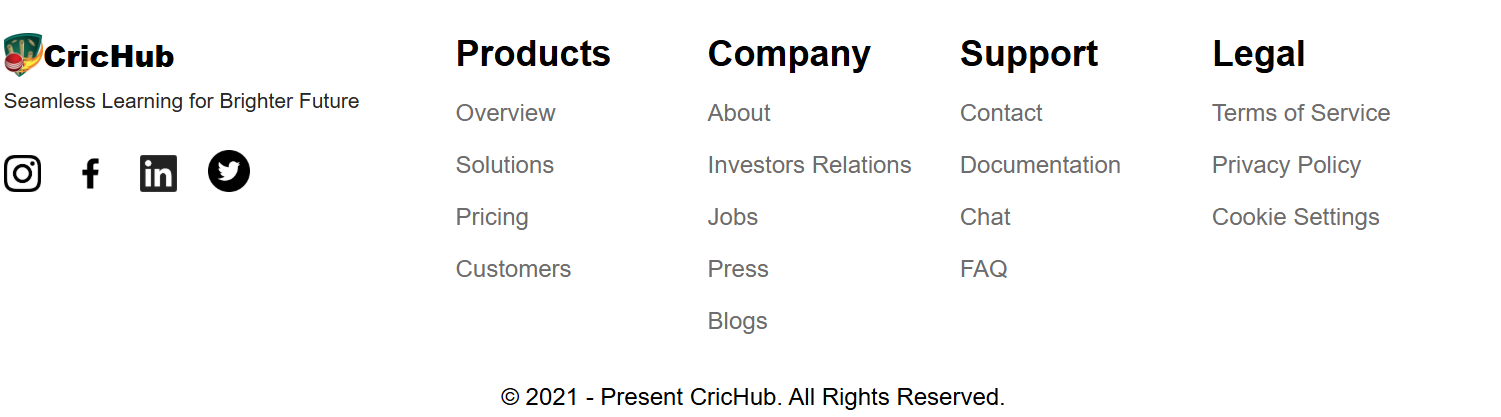 CricHub
Seamless Learning for Brighter Future
Products
Overview
Solutions
Pricing
Customers
Company
About
Investors Relations
Jobs
Press
Blogs
Support
Contact
Documentation
Chat
FAQ
Legal
Terms of Service
Privacy Policy
Cookie Settings
© 2021 - Present CricHub. All Rights Reserved.